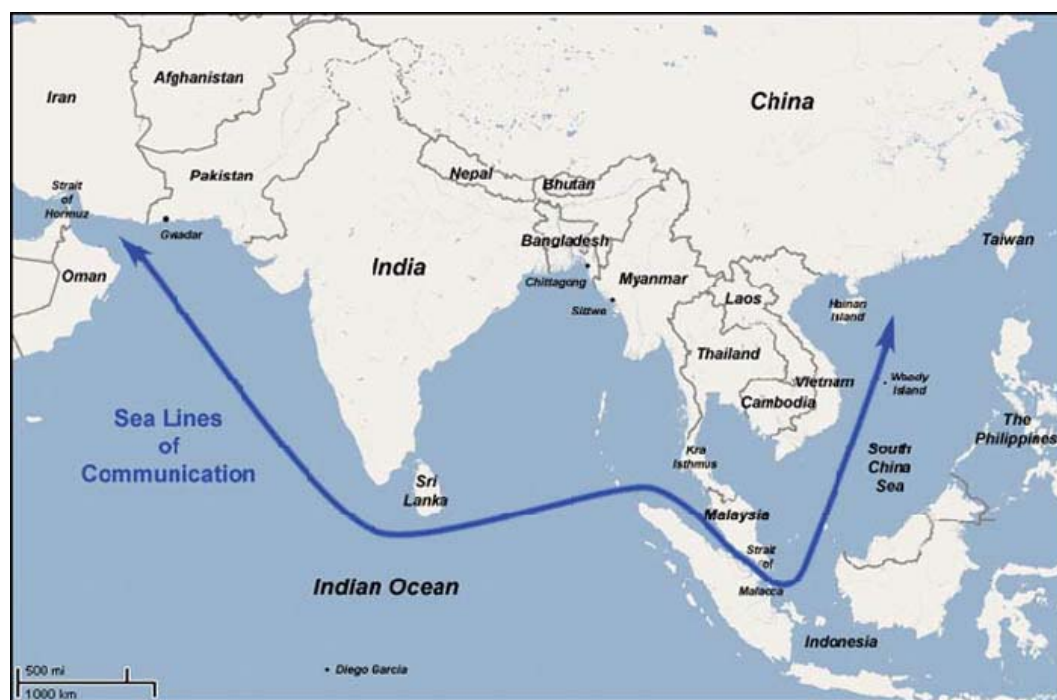 Afghanistan
Iran
China
Pakistan
Nepal
Bhutan
Strait
of
Hormuz
Gwadar
Bangladesh
Taiwan
Oman
India
Chittagong
Myanmar
Sittwe
Laos
Hainan
Island
Thailand
Vietnam
Woody
Island
Cambodia
Sea Lines
of
Communication
The
Philippines
Kra
Isthmus
South
China
Sea
Sri
Lanka
Malaysia
Strait
of
Malacca
Indian Ocean
Indonesia
Diego Garcia
500 mi
1000 km